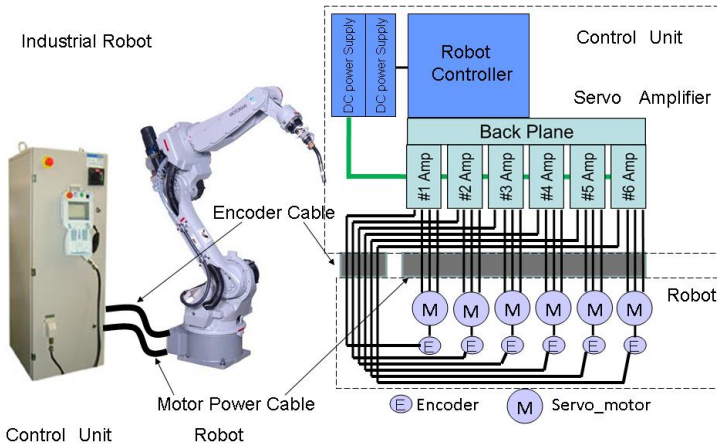 Industrial Robot
DC power Supply
DC power Supply
Robot
Controller
Control Unit
Servo Amplifier
Back Plane
#1 Amp
#2 Amp
#3 Amp
#4 Amp
#5 Amp
#6 Amp
MOTOMAN
Encoder Cable
Robot
M
M
M
M
M
M
E
E
E
E
E
E
Motor Power Cable
E
Encoder
M
Servo_motor
Control Unit
Robot